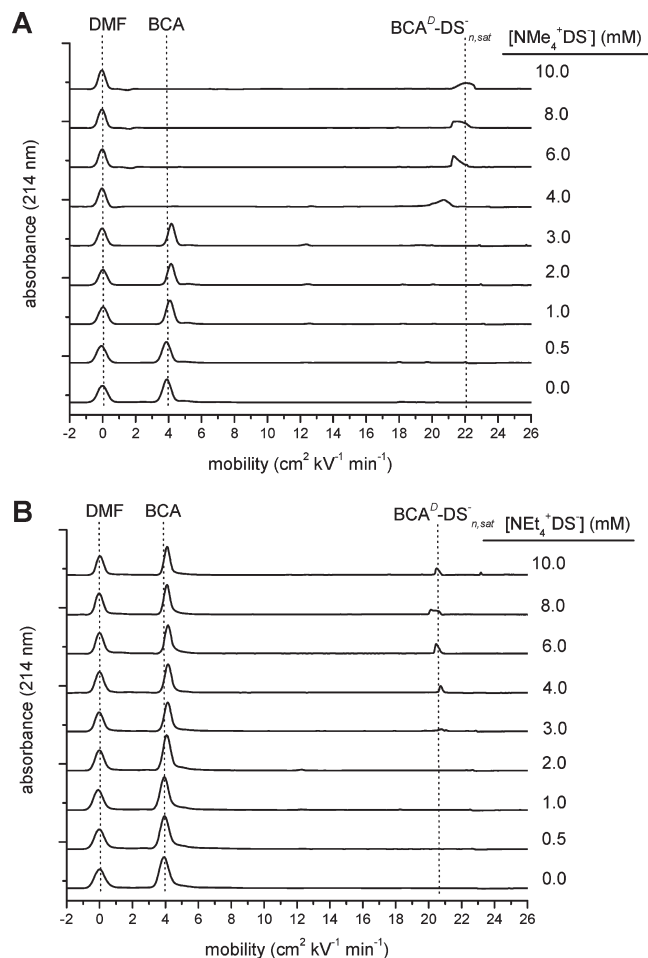 A
DMF BCA BCAᴰ-DS⁻ₙ,ₛₐₜ [NMe₄⁺DS⁻] (mM)
10.0
8.0
6.0
4.0
3.0
2.0
1.0
0.5
0.0
absorbance (214 nm)
-2 0 2 4 6 8 10 12 14 16 18 20 22 24 26
mobility (cm² kV⁻¹ min⁻¹)
B
DMF BCA BCAᴰ-DS⁻ₙ,ₛₐₜ [NEt₄⁺DS⁻] (mM)
10.0
8.0
6.0
4.0
3.0
2.0
1.0
0.5
0.0
absorbance (214 nm)
-2 0 2 4 6 8 10 12 14 16 18 20 22 24 26
mobility (cm² kV⁻¹ min⁻¹)